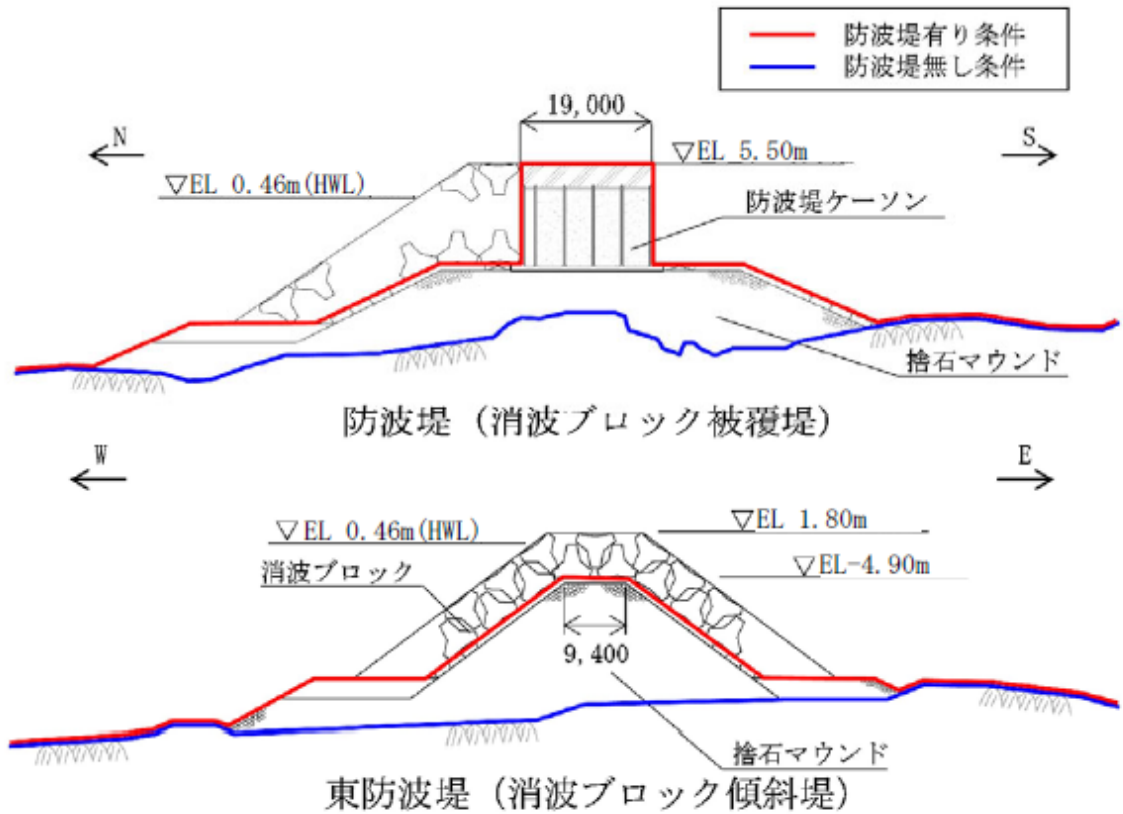 防波堤有り条件
防波堤無し条件
19,000
N
S
▽EL 5.50m
▽EL 0.46m(HWL)
防波堤ケーソン
捨石マウンド
防波堤（消波ブロック被覆堤）
W
E
▽EL 0.46m(HWL)
▽EL 1.80m
消波ブロック
▽EL-4.90m
9,400
捨石マウンド
東防波堤（消波ブロック傾斜堤）